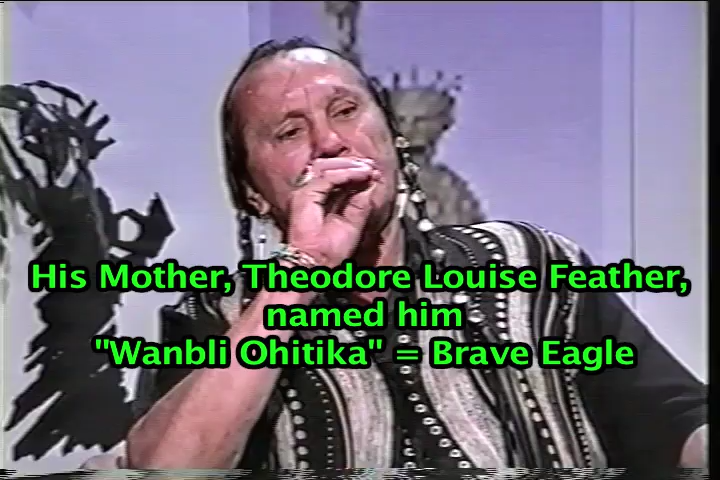 His Mother, Theodore Louise Feather,
named him
"Wanbli Ohitika" = Brave Eagle